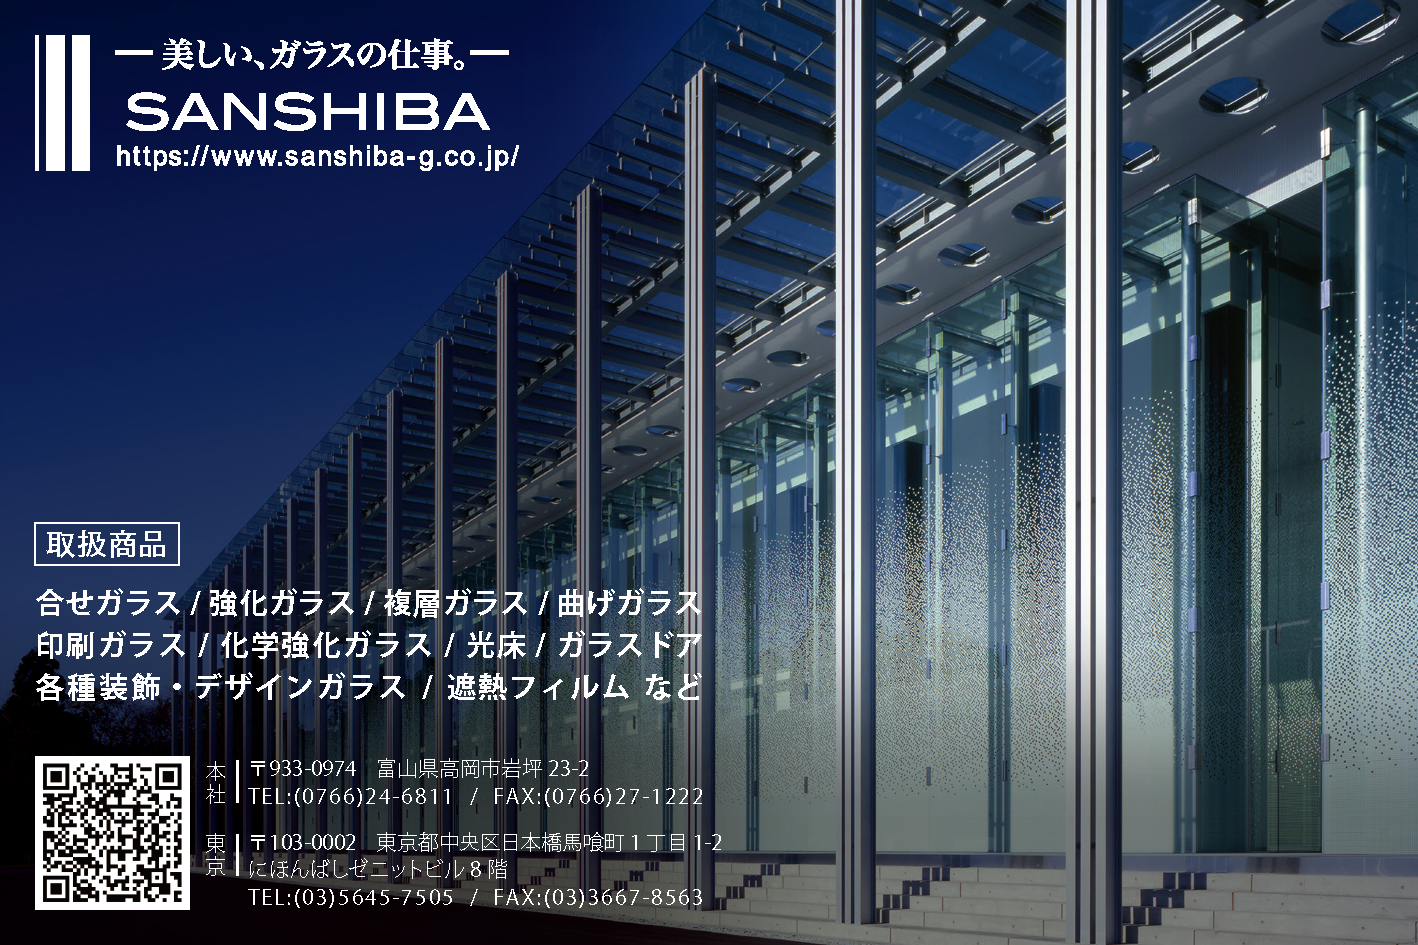 美しい、ガラスの仕事。
SANSHIBA
https://www.sanshiba-g.co.jp/
取扱商品
合せガラス / 強化ガラス / 複層ガラス / 曲げガラス
印刷ガラス / 化学強化ガラス / 光床 / ガラスドア
各種装飾・デザインガラス / 遮熱フィルム など
本社 〒933-0974 富山県高岡市岩坪 23-2
TEL:(0766)24-6811 / FAX:(0766)27-1222
東京 〒103-0002 東京都中央区日本橋馬喰町 1 丁目 1-2
にほんばしゼニットビル 8 階
TEL:(03)5645-7505 / FAX:(03)3667-8563